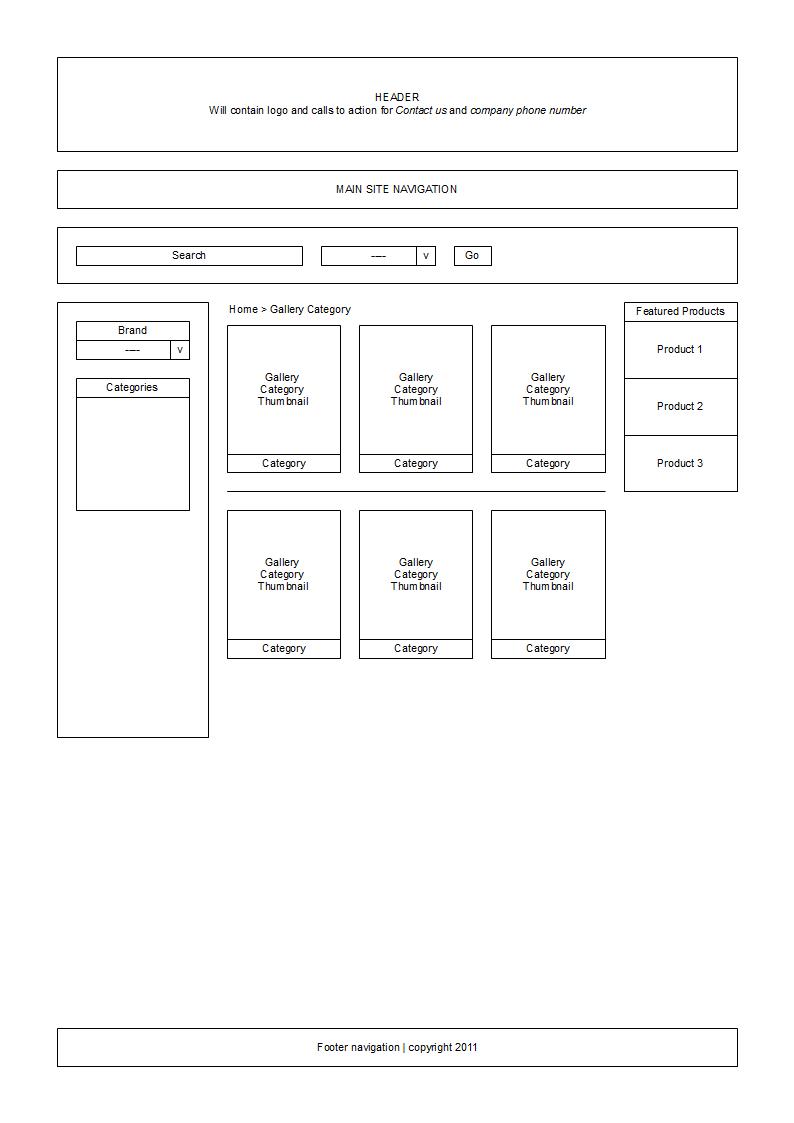 HEADER
Will contain logo and calls to action for Contact us and company phone number
MAIN SITE NAVIGATION
Search
---- v
Go
Brand
---- v
Categories
Home > Gallery Category
Gallery
Category
Thumbnail
Category
Gallery
Category
Thumbnail
Category
Gallery
Category
Thumbnail
Category
Gallery
Category
Thumbnail
Category
Gallery
Category
Thumbnail
Category
Gallery
Category
Thumbnail
Category
Featured Products
Product 1
Product 2
Product 3
Footer navigation | copyright 2011